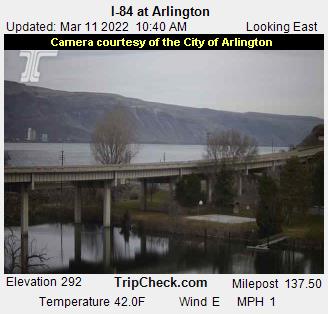 I-84 at Arlington
Updated: Mar 11 2022 10:40 AM Looking East
Camera courtesy of the City of Arlington
Elevation 292 TripCheck.com Milepost 137.50
Temperature 42.0F Wind E MPH 1